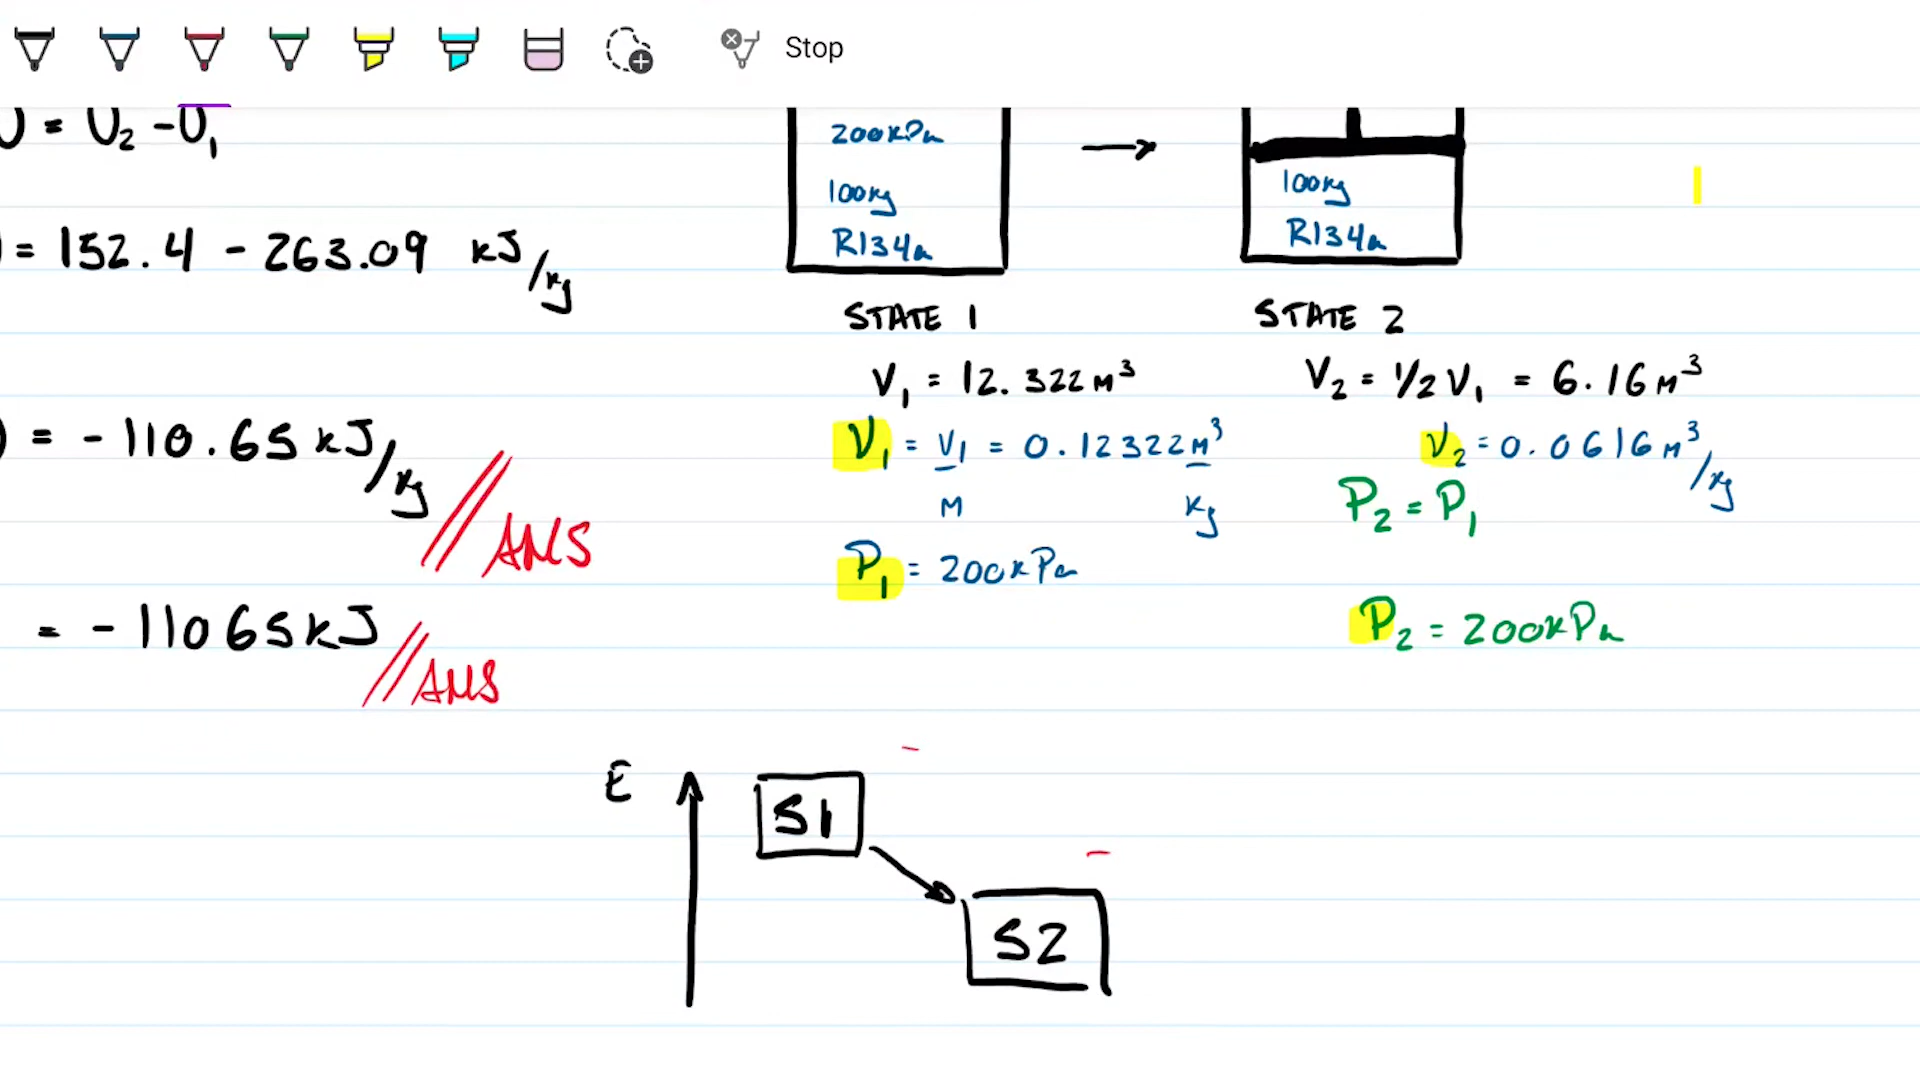 Stop
U = U2 - U1
= 152.4 - 263.09 kJ/kg
= -110.65 kJ/kg // ANS
= -11065 kJ // ANS
200kPa
100kg
R134a
STATE 1
V1 = 12.322 m³
V1 = V1/M = 0.12322 m³/kg
P1 = 200kPa
→
100kg
R134a
STATE 2
V2 = 1/2 V1 = 6.16 m³
V2 = 0.0616 m³/kg
P2 = P1
P2 = 200kPa
E
S1
S2